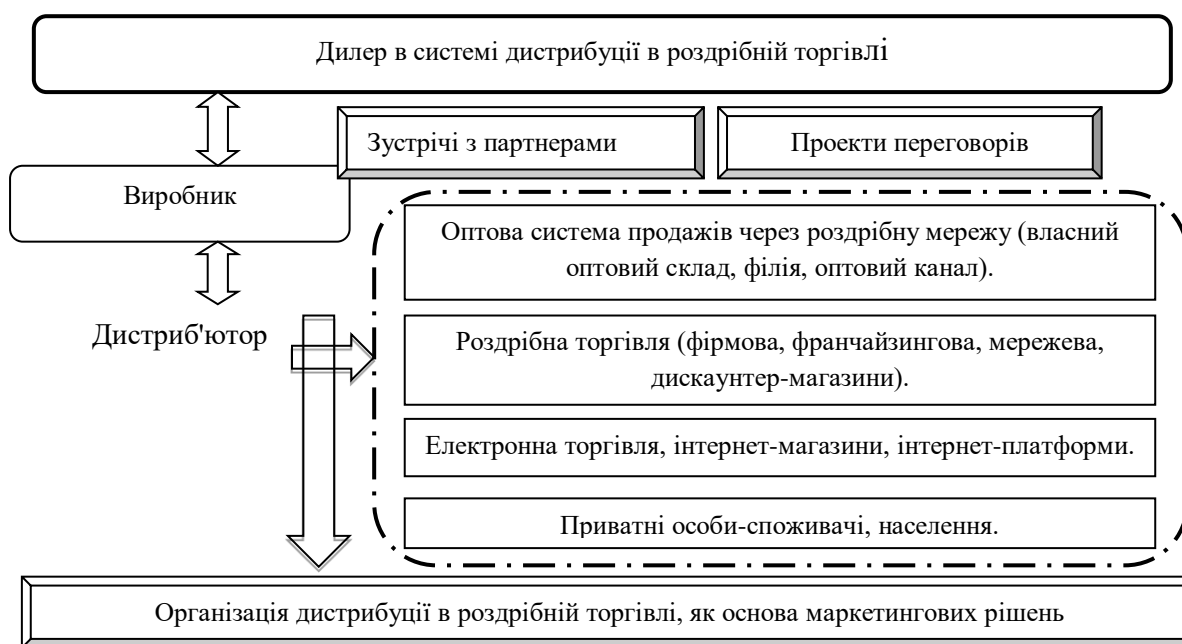 Дилер в системі дистрибуції в роздрібній торгівлі
Зустрічі з партнерами
Проекти переговорів
Виробник
Оптова система продажів через роздрібну мережу (власний
оптовий склад, філія, оптовий канал).
Дистриб'ютор
Роздрібна торгівля (фірмова, франчайзингова, мережева,
дискаунтер-магазини).
Електронна торгівля, інтернет-магазини, інтернет-платформи.
Приватні особи-споживачі, населення.
Організація дистрибуції в роздрібній торгівлі, як основа маркетингових рішень